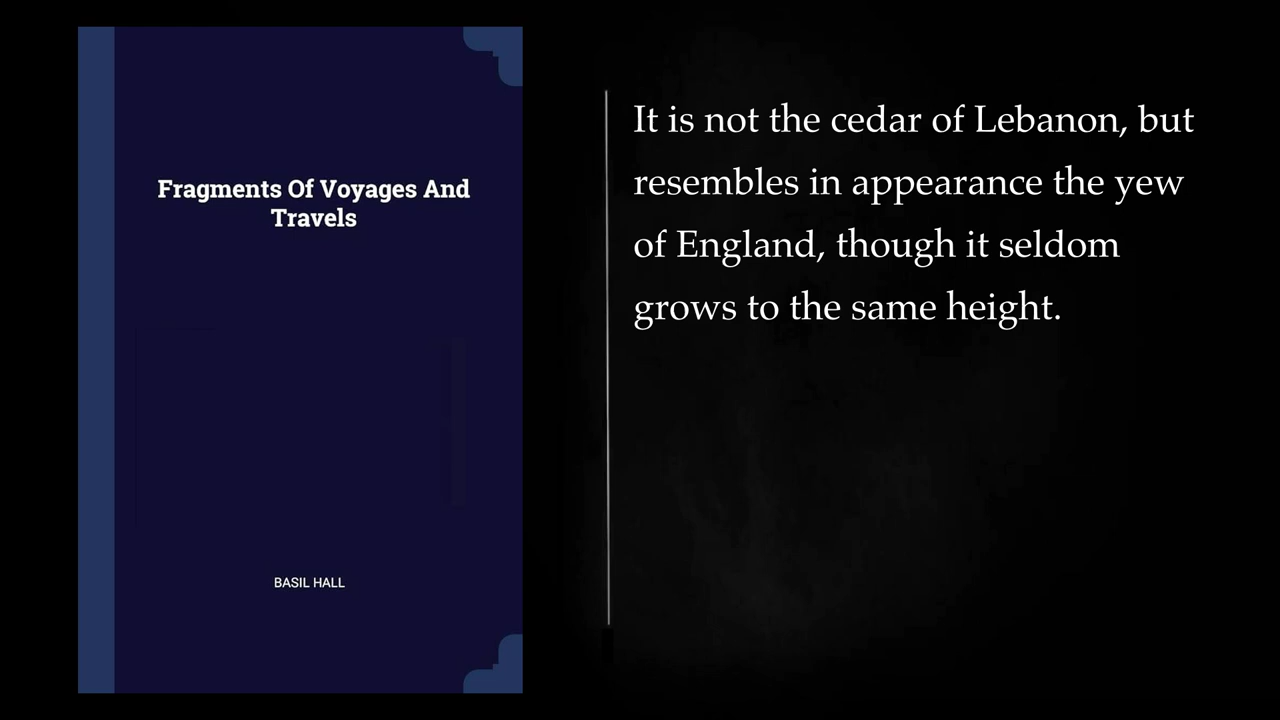 Fragments Of Voyages And
Travels
BASIL HALL
It is not the cedar of Lebanon, but
resembles in appearance the yew
of England, though it seldom
grows to the same height.